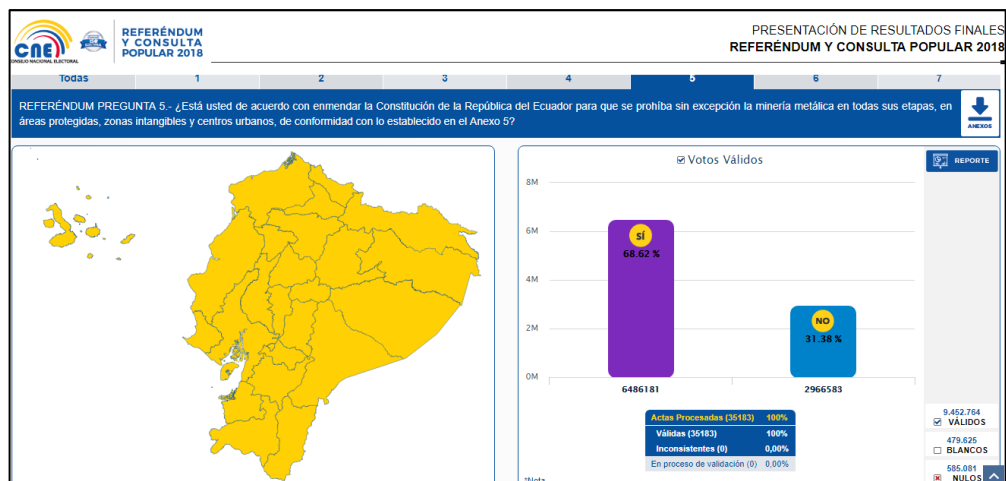 CNE
CONSEJO NACIONAL ELECTORAL
REFERÉNDUM
Y CONSULTA
POPULAR 2018
PRESENTACIÓN DE RESULTADOS FINALES
REFERÉNDUM Y CONSULTA POPULAR 2018
Todas 1 2 3 4 5 6 7
REFERÉNDUM PREGUNTA 5.- ¿Está usted de acuerdo con enmendar la Constitución de la República del Ecuador para que se prohíba sin excepción la minería metálica en todas sus etapas, en
áreas protegidas, zonas intangibles y centros urbanos, de conformidad con lo establecido en el Anexo 5?
ANEXOS
Votos Válidos
REPORTE
8M
6M
4M
2M
0M
SÍ
68.62 %
NO
31.38 %
6486181 2966583
Actas Procesadas (35183) 100%
Válidas (35183) 100%
Inconsistentes (0) 0,00%
En proceso de validación (0) 0,00%
*Nota
9.452.764
VÁLIDOS
479.625
BLANCOS
585.081
NULOS